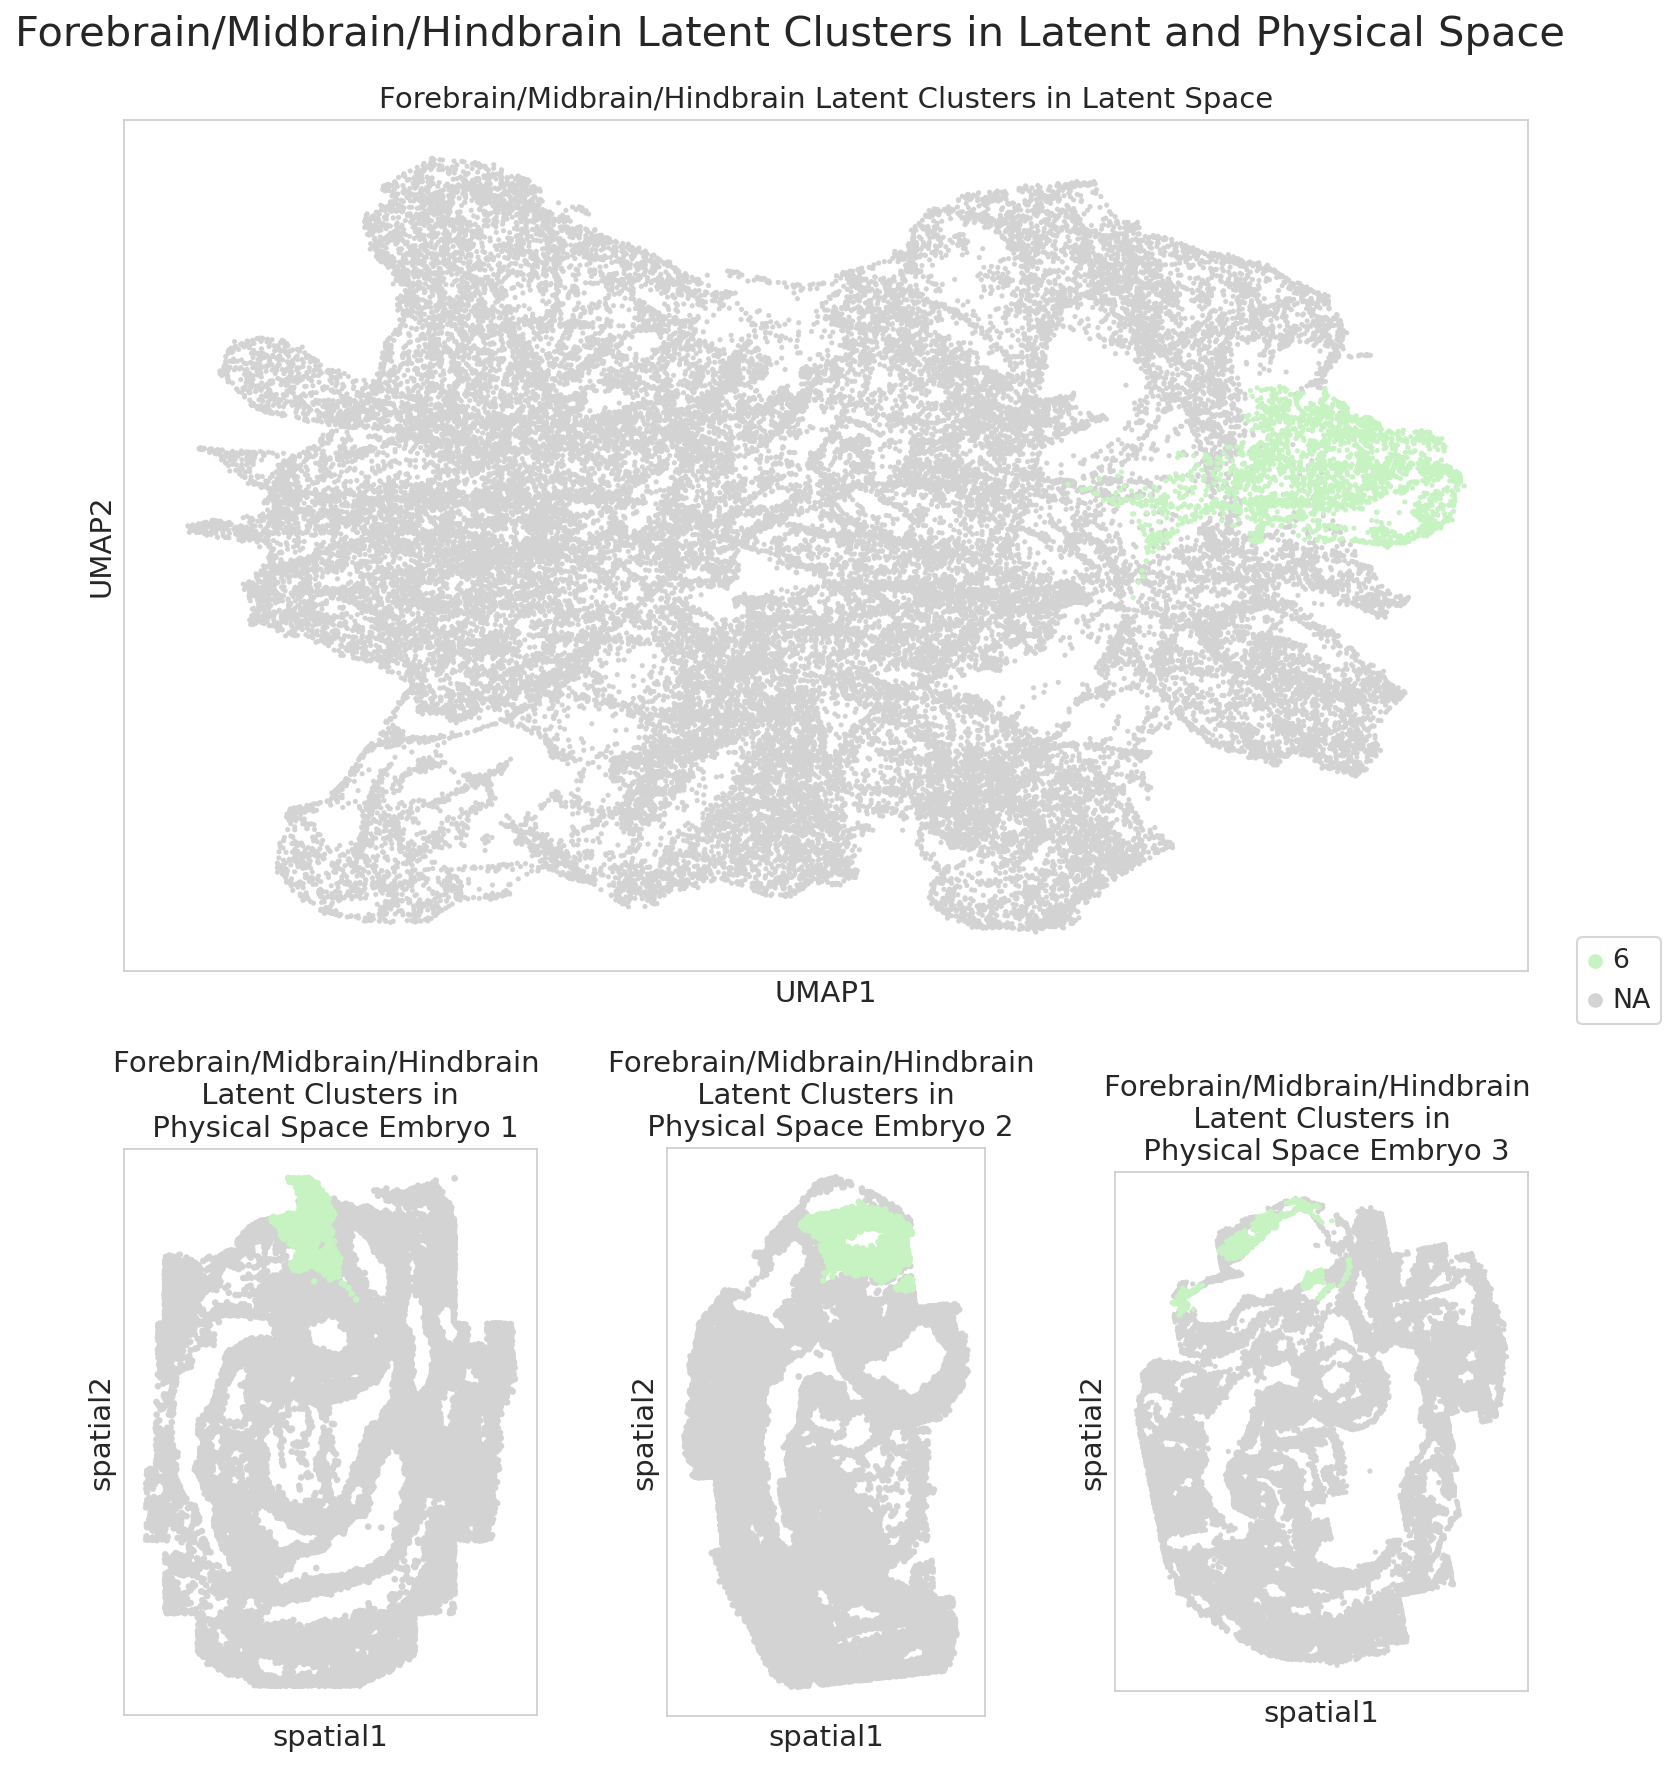 Forebrain/Midbrain/Hindbrain Latent Clusters in Latent and Physical Space
Forebrain/Midbrain/Hindbrain Latent Clusters in Latent Space
UMAP2
UMAP1
6
NA
Forebrain/Midbrain/Hindbrain
Latent Clusters in
Physical Space Embryo 1
spatial2
spatial1
Forebrain/Midbrain/Hindbrain
Latent Clusters in
Physical Space Embryo 2
spatial2
spatial1
Forebrain/Midbrain/Hindbrain
Latent Clusters in
Physical Space Embryo 3
spatial2
spatial1